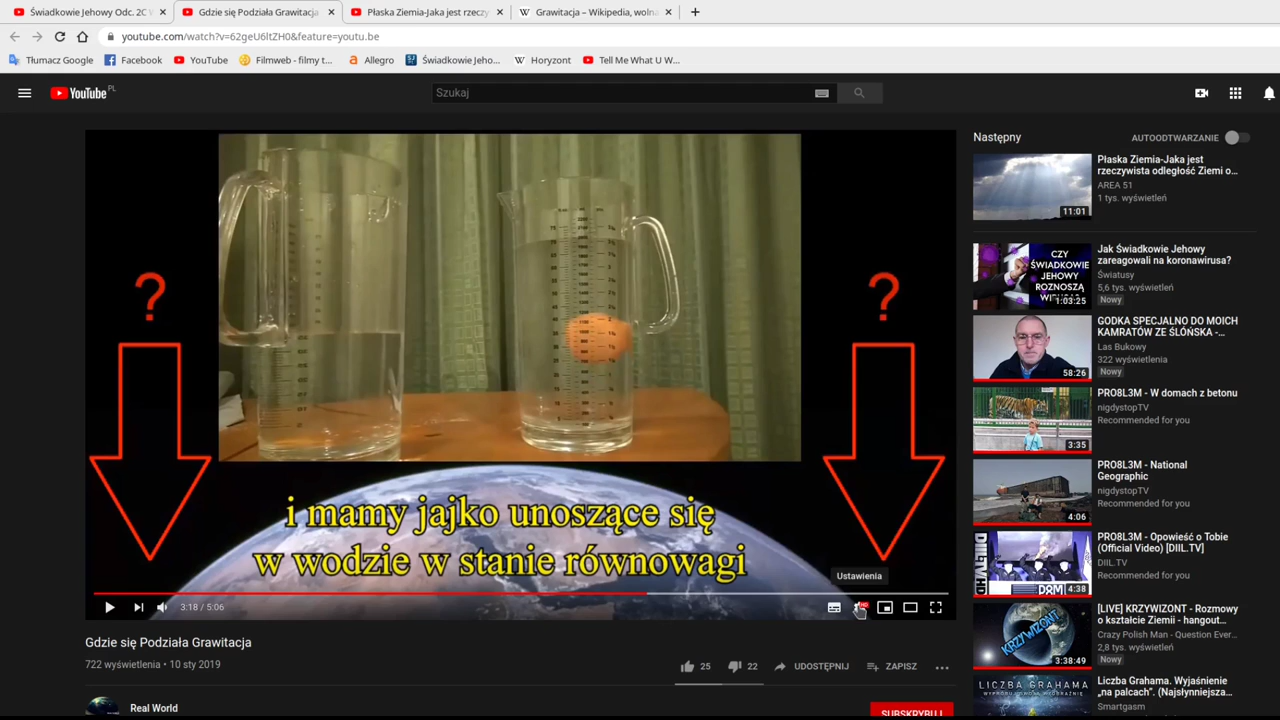 Świadkowie Jehowy Odc. 2C W
Gdzie się Podziała Grawitacja
Płaska Ziemia-Jaka jest rzeczy
Grawitacja – Wikipedia, wolna
youtube.com/watch?v=62geU6ltZH0&feature=youtu.be
Tłumacz Google
Facebook
YouTube
Filmweb - filmy t...
Allegro
Świadkowie Jeho...
Horyzont
Tell Me What U W...
YouTube PL
Szukaj
?
?
i mamy jajko unoszące się
w wodzie w stanie równowagi
Ustawienia
3:18 / 5:06
Gdzie się Podziała Grawitacja
722 wyświetlenia • 10 sty 2019
25
22
UDOSTĘPNIJ
ZAPISZ
Real World
SUBSKRYBUJ
Następny
AUTOODTWARZANIE
11:01
Płaska Ziemia-Jaka jest
rzeczywista odległość Ziemi o...
AREA 51
1 tys. wyświetleń
CZY
ŚWIADKOWIE
JEHOWY
ROZNOSZĄ
1:03:25
Jak Świadkowie Jehowy
zareagowali na koronawirusa?
Światusy
5,6 tys. wyświetleń
Nowy
58:26
GODKA SPECJALNO DO MOICH
KAMRATÓW ZE ŚLÓNSKA -...
Las Bukowy
322 wyświetlenia
Nowy
3:35
PRO8L3M - W domach z betonu
nigdystopTV
Recommended for you
4:06
PRO8L3M - National
Geographic
nigdystopTV
Recommended for you
4:38
PRO8L3M - Opowieść o Tobie
(Official Video) [DIIL.TV]
DIIL.TV
Recommended for you
KRZYWIZONT
3:38:49
[LIVE] KRZYWIZONT - Rozmowy
o kształcie Ziemii - hangout...
Crazy Polish Man - Question Ever...
2,8 tys. wyświetleń
Nowy
LICZBA GRAHAMA
Liczba Grahama. Wyjaśnienie
„na palcach”. (Najsłynniejsza...
Smartgasm